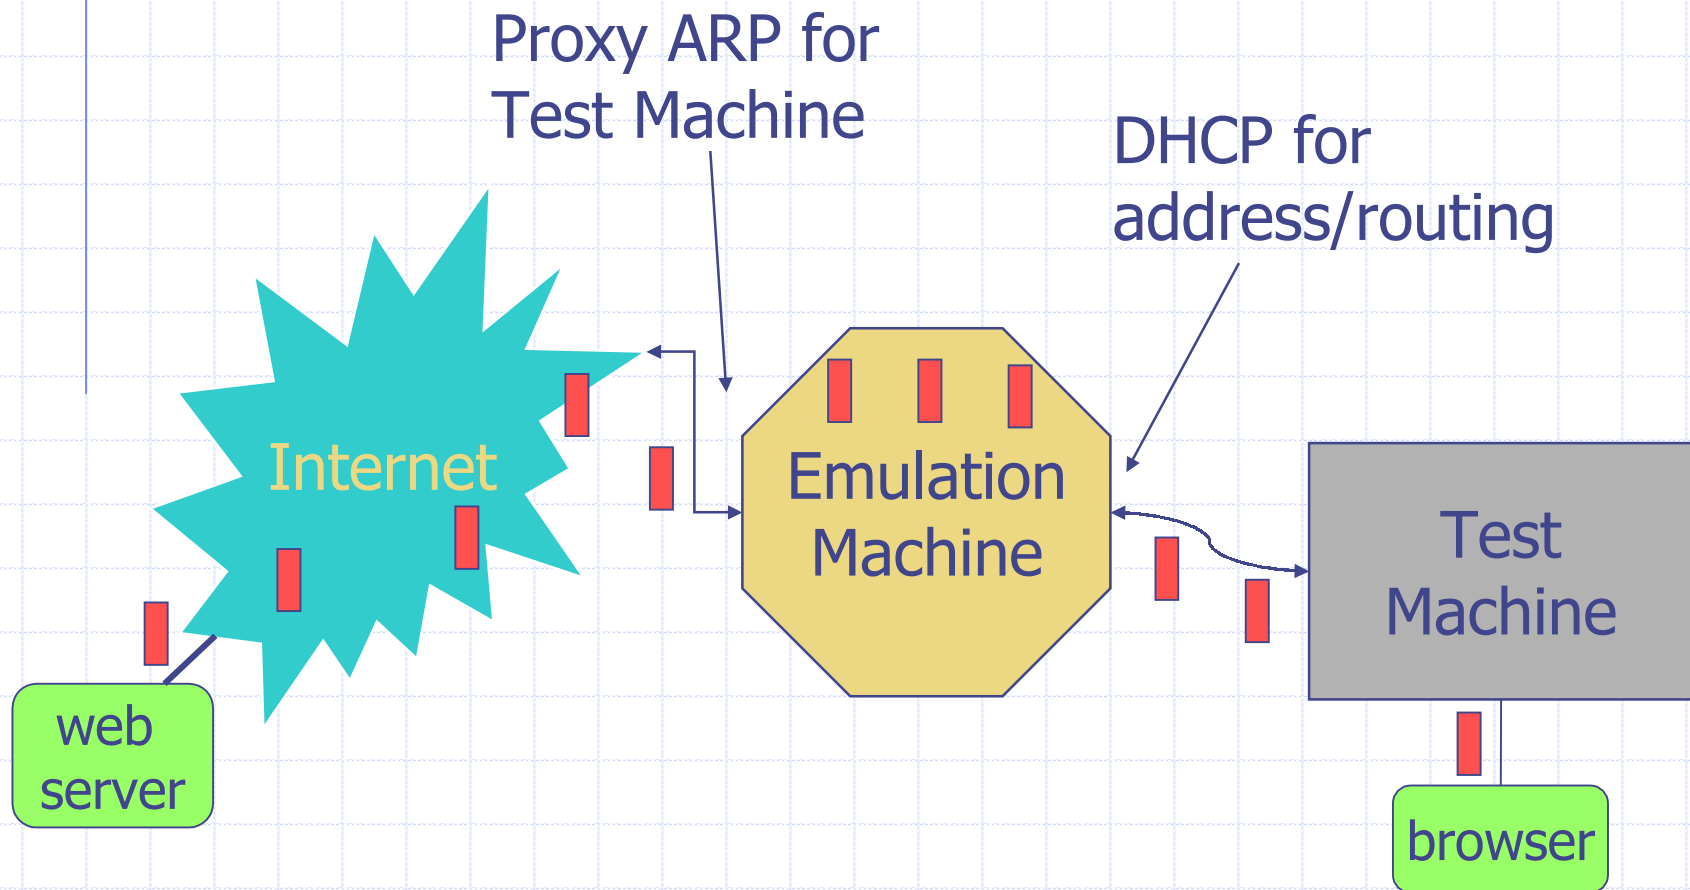 Proxy ARP for
Test Machine
DHCP for
address/routing
Internet
Emulation
Machine
Test
Machine
web
server
browser